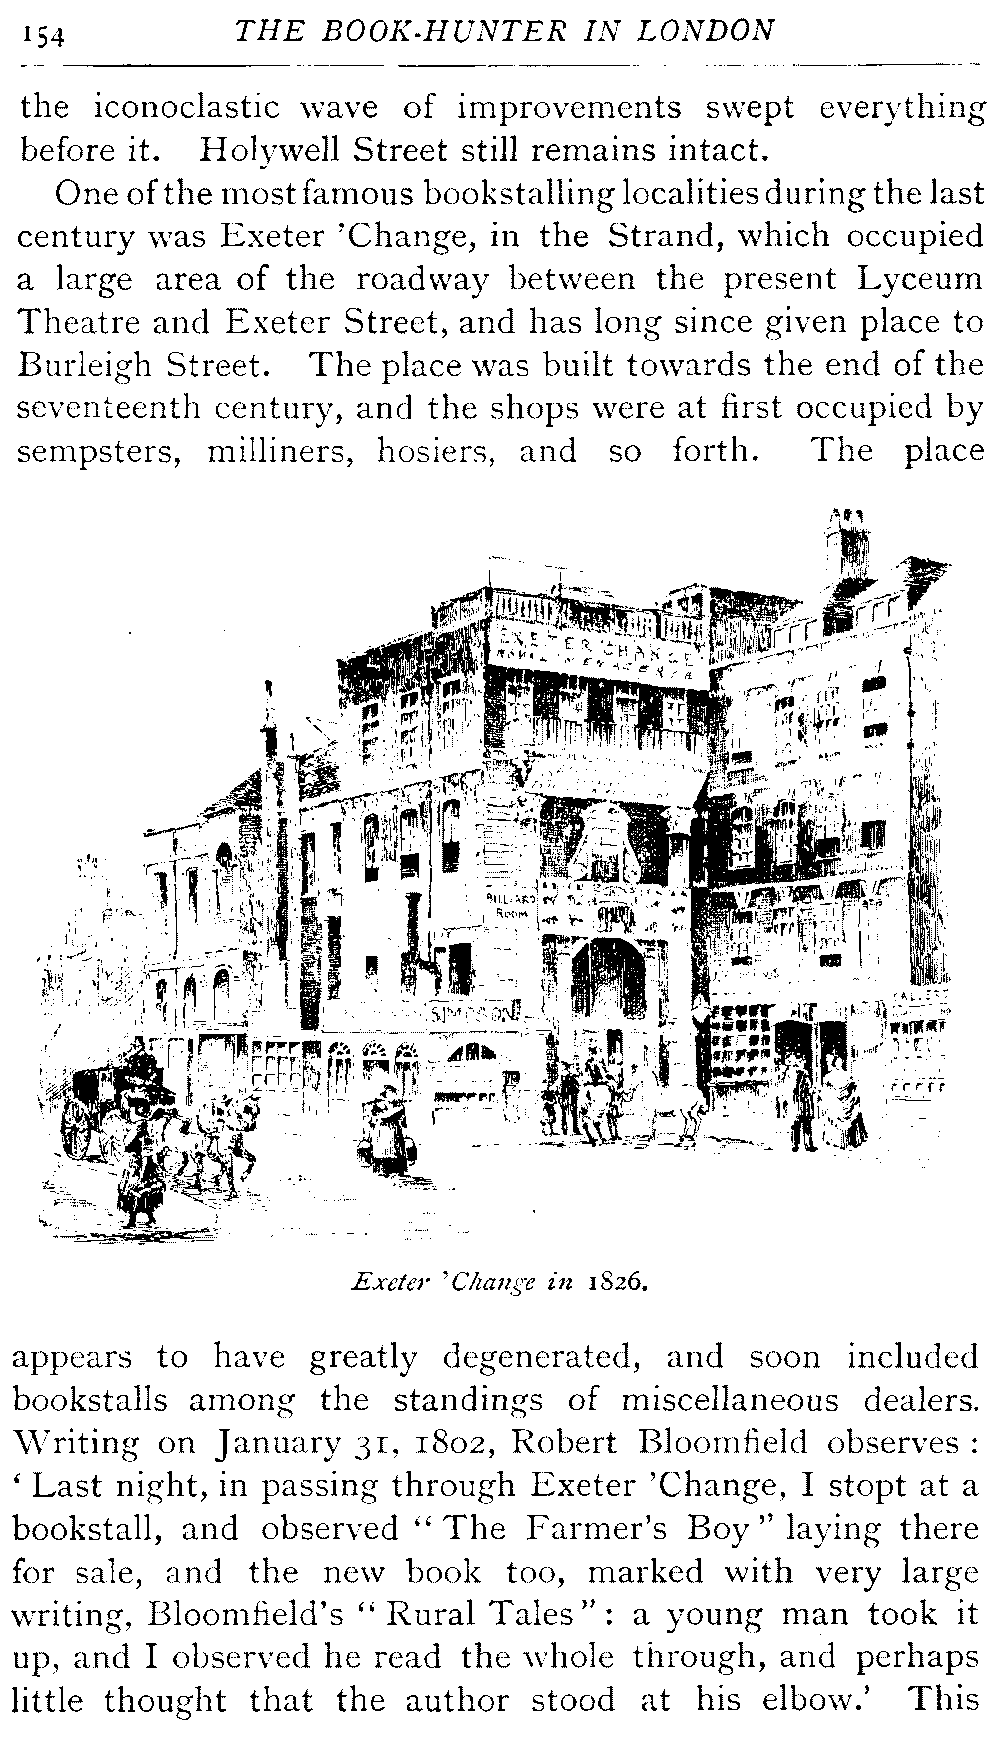 154 THE BOOK-HUNTER IN LONDON
the iconoclastic wave of improvements swept everything
before it. Holywell Street still remains intact.
One of the most famous bookstalling localities during the last
century was Exeter ’Change, in the Strand, which occupied
a large area of the roadway between the present Lyceum
Theatre and Exeter Street, and has long since given place to
Burleigh Street. The place was built towards the end of the
seventeenth century, and the shops were at first occupied by
sempsters, milliners, hosiers, and so forth. The place
EXETER CHANGE
BILLIARD
ROOM
SIMPSON
Exeter ’Change in 1826.
appears to have greatly degenerated, and soon included
bookstalls among the standings of miscellaneous dealers.
Writing on January 31, 1802, Robert Bloomfield observes :
‘ Last night, in passing through Exeter ’Change, I stopt at a
bookstall, and observed “ The Farmer’s Boy ” laying there
for sale, and the new book too, marked with very large
writing, Bloomfield’s “ Rural Tales ” : a young man took it
up, and I observed he read the whole through, and perhaps
little thought that the author stood at his elbow.’ This